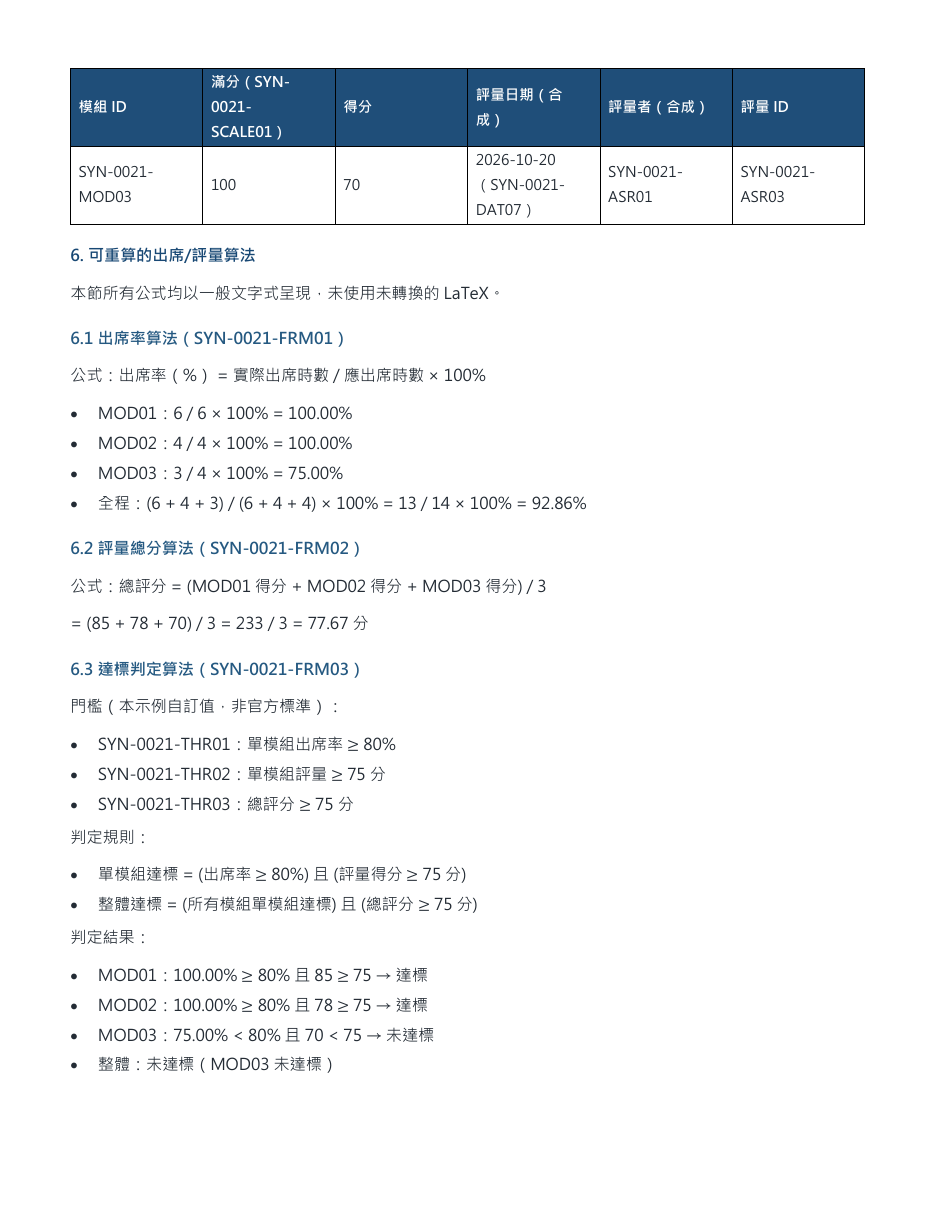 模組 ID
滿分（SYN-
0021-
SCALE01）
得分
評量日期（合
成）
評量者（合成）
評量 ID
SYN-0021-
MOD03
100
70
2026-10-20
（SYN-0021-
DAT07）
SYN-0021-
ASR01
SYN-0021-
ASR03
6. 可重算的出席/評量算法
本節所有公式均以一般文字式呈現，未使用未轉換的 LaTeX。
6.1 出席率算法（SYN-0021-FRM01）
公式：出席率（%） = 實際出席時數 / 應出席時數 × 100%
• MOD01：6 / 6 × 100% = 100.00%
• MOD02：4 / 4 × 100% = 100.00%
• MOD03：3 / 4 × 100% = 75.00%
• 全程：(6 + 4 + 3) / (6 + 4 + 4) × 100% = 13 / 14 × 100% = 92.86%
6.2 評量總分算法（SYN-0021-FRM02）
公式：總評分 = (MOD01 得分 + MOD02 得分 + MOD03 得分) / 3
= (85 + 78 + 70) / 3 = 233 / 3 = 77.67 分
6.3 達標判定算法（SYN-0021-FRM03）
門檻（本示例自訂值，非官方標準）：
• SYN-0021-THR01：單模組出席率 ≥ 80%
• SYN-0021-THR02：單模組評量 ≥ 75 分
• SYN-0021-THR03：總評分 ≥ 75 分
判定規則：
• 單模組達標 = (出席率 ≥ 80%) 且 (評量得分 ≥ 75 分)
• 整體達標 = (所有模組單模組達標) 且 (總評分 ≥ 75 分)
判定結果：
• MOD01：100.00% ≥ 80% 且 85 ≥ 75 → 達標
• MOD02：100.00% ≥ 80% 且 78 ≥ 75 → 達標
• MOD03：75.00% < 80% 且 70 < 75 → 未達標
• 整體：未達標（MOD03 未達標）